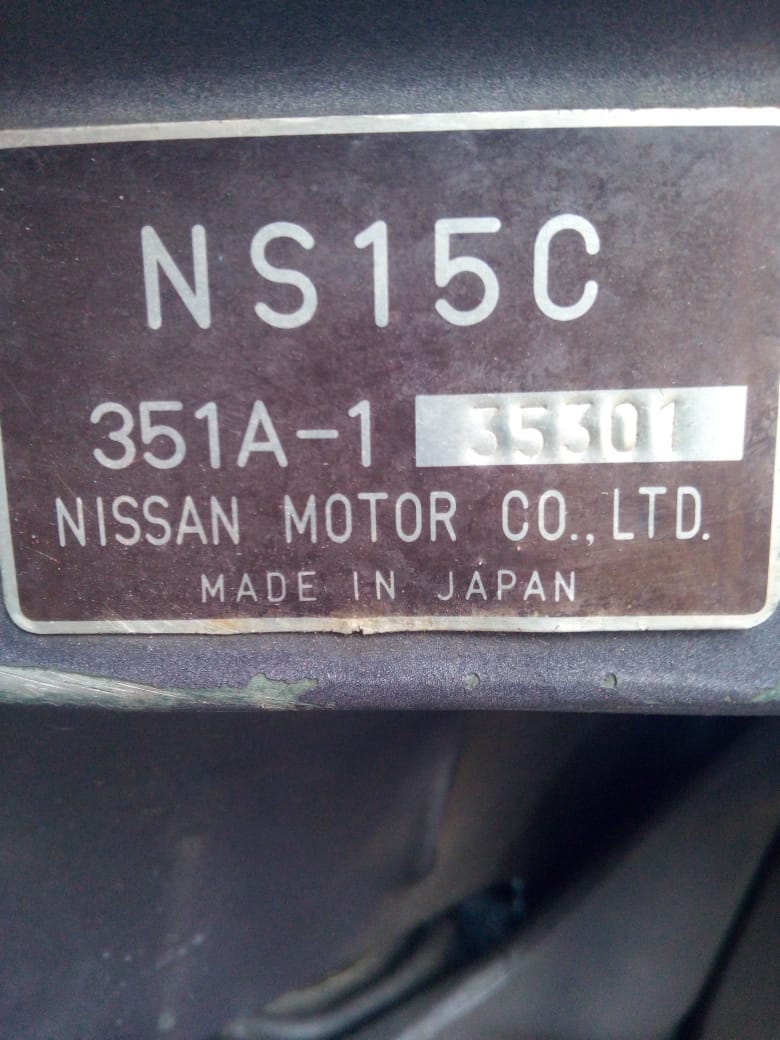 NS15C
351A-1 35301
NISSAN MOTOR CO., LTD.
MADE IN JAPAN